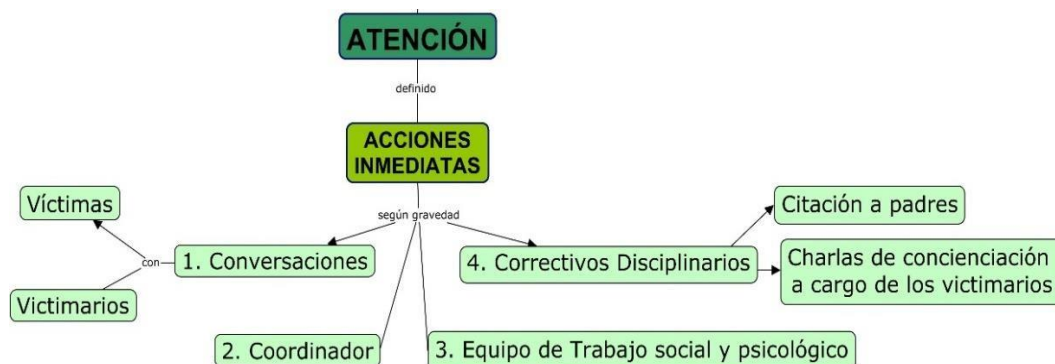 ATENCIÓN
definido
ACCIONES
INMEDIATAS
según gravedad
Víctimas
con
Victimarios
1. Conversaciones
2. Coordinador
3. Equipo de Trabajo social y psicológico
4. Correctivos Disciplinarios
Citación a padres
Charlas de concienciación
a cargo de los victimarios